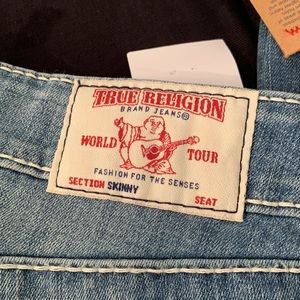 TRUE RELIGION
BRAND JEANS®
WORLD TOUR
FASHION FOR THE SENSES
SECTION SKINNY
SEAT